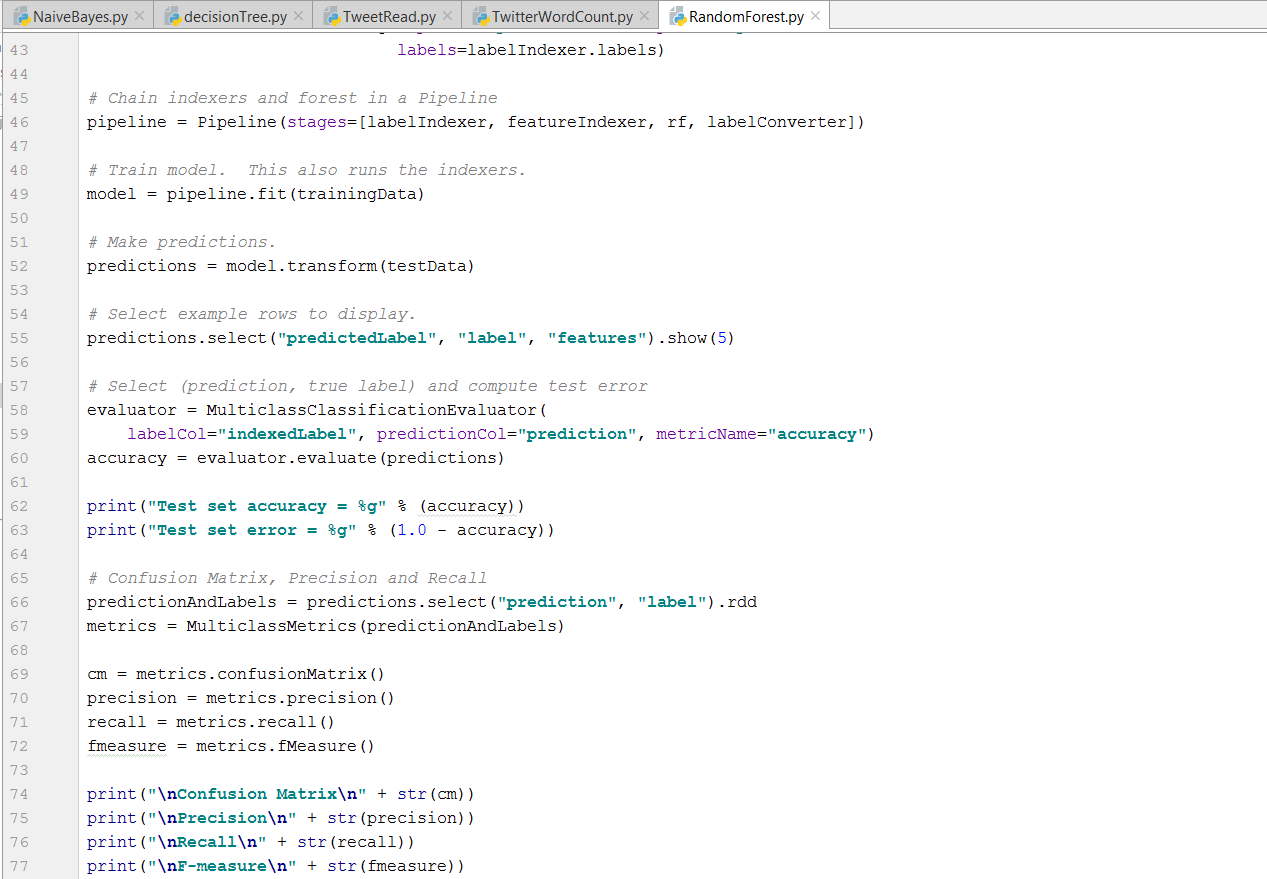 NaiveBayes.py decisionTree.py TweetRead.py TwitterWordCount.py RandomForest.py
43 labels=labelIndexer.labels)
44
45 # Chain indexers and forest in a Pipeline
46 pipeline = Pipeline(stages=[labelIndexer, featureIndexer, rf, labelConverter])
47
48 # Train model.  This also runs the indexers.
49 model = pipeline.fit(trainingData)
50
51 # Make predictions.
52 predictions = model.transform(testData)
53
54 # Select example rows to display.
55 predictions.select("predictedLabel", "label", "features").show(5)
56
57 # Select (prediction, true label) and compute test error
58 evaluator = MulticlassClassificationEvaluator(
59     labelCol="indexedLabel", predictionCol="prediction", metricName="accuracy")
60 accuracy = evaluator.evaluate(predictions)
61
62 print("Test set accuracy = %g" % (accuracy))
63 print("Test set error = %g" % (1.0 - accuracy))
64
65 # Confusion Matrix, Precision and Recall
66 predictionAndLabels = predictions.select("prediction", "label").rdd
67 metrics = MulticlassMetrics(predictionAndLabels)
68
69 cm = metrics.confusionMatrix()
70 precision = metrics.precision()
71 recall = metrics.recall()
72 fmeasure = metrics.fMeasure()
73
74 print("\nConfusion Matrix\n" + str(cm))
75 print("\nPrecision\n" + str(precision))
76 print("\nRecall\n" + str(recall))
77 print("\nF-measure\n" + str(fmeasure))